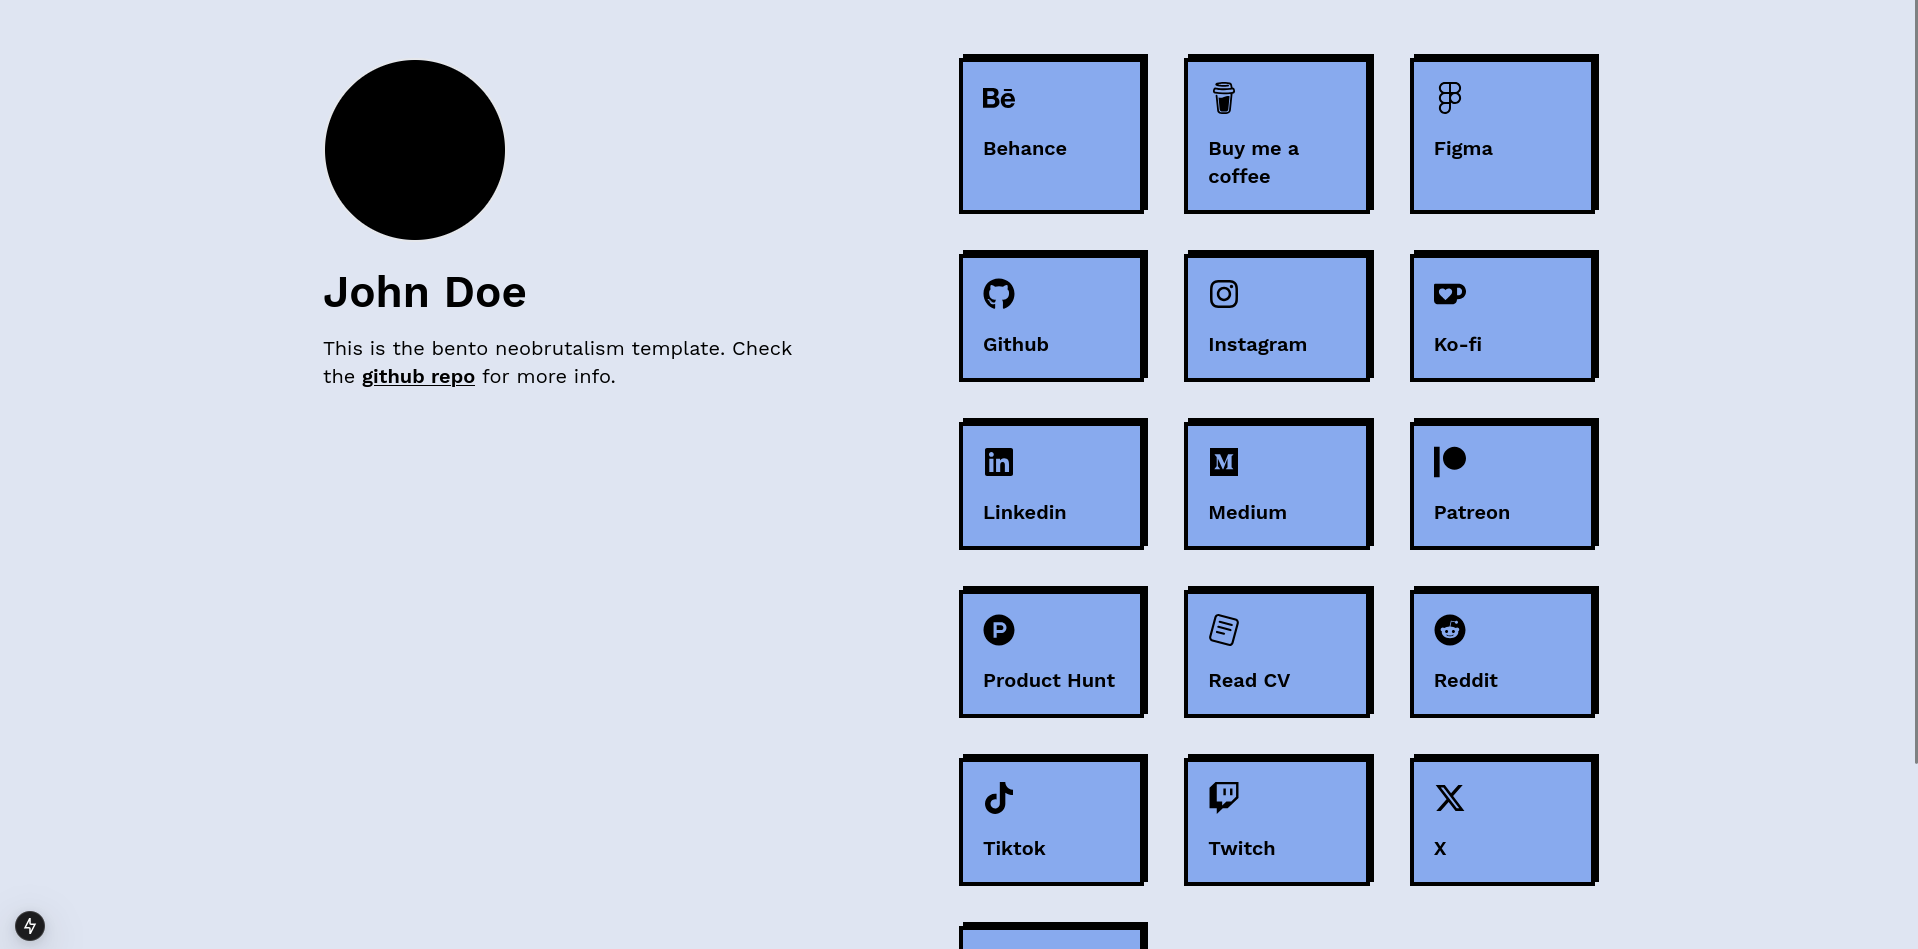 John Doe
This is the bento neobrutalism template. Check
the github repo for more info.
Bē
Behance
Buy me a
coffee
Figma
Github
Instagram
Ko-fi
Linkedin
M
Medium
Patreon
P
Product Hunt
Read CV
Reddit
Tiktok
Twitch
X